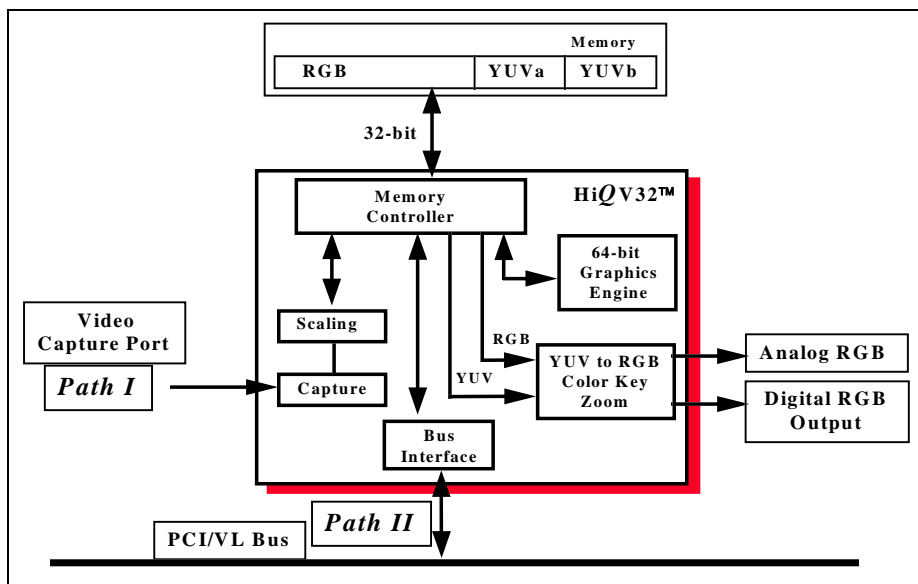 Memory
RGB YUVa YUVb
32-bit
HiQV32™
Memory
Controller
64-bit
Graphics
Engine
Video
Capture Port
Path I
Scaling
Capture
RGB
YUV
YUV to RGB
Color Key
Zoom
Analog RGB
Digital RGB
Output
Bus
Interface
Path II
PCI/VL Bus